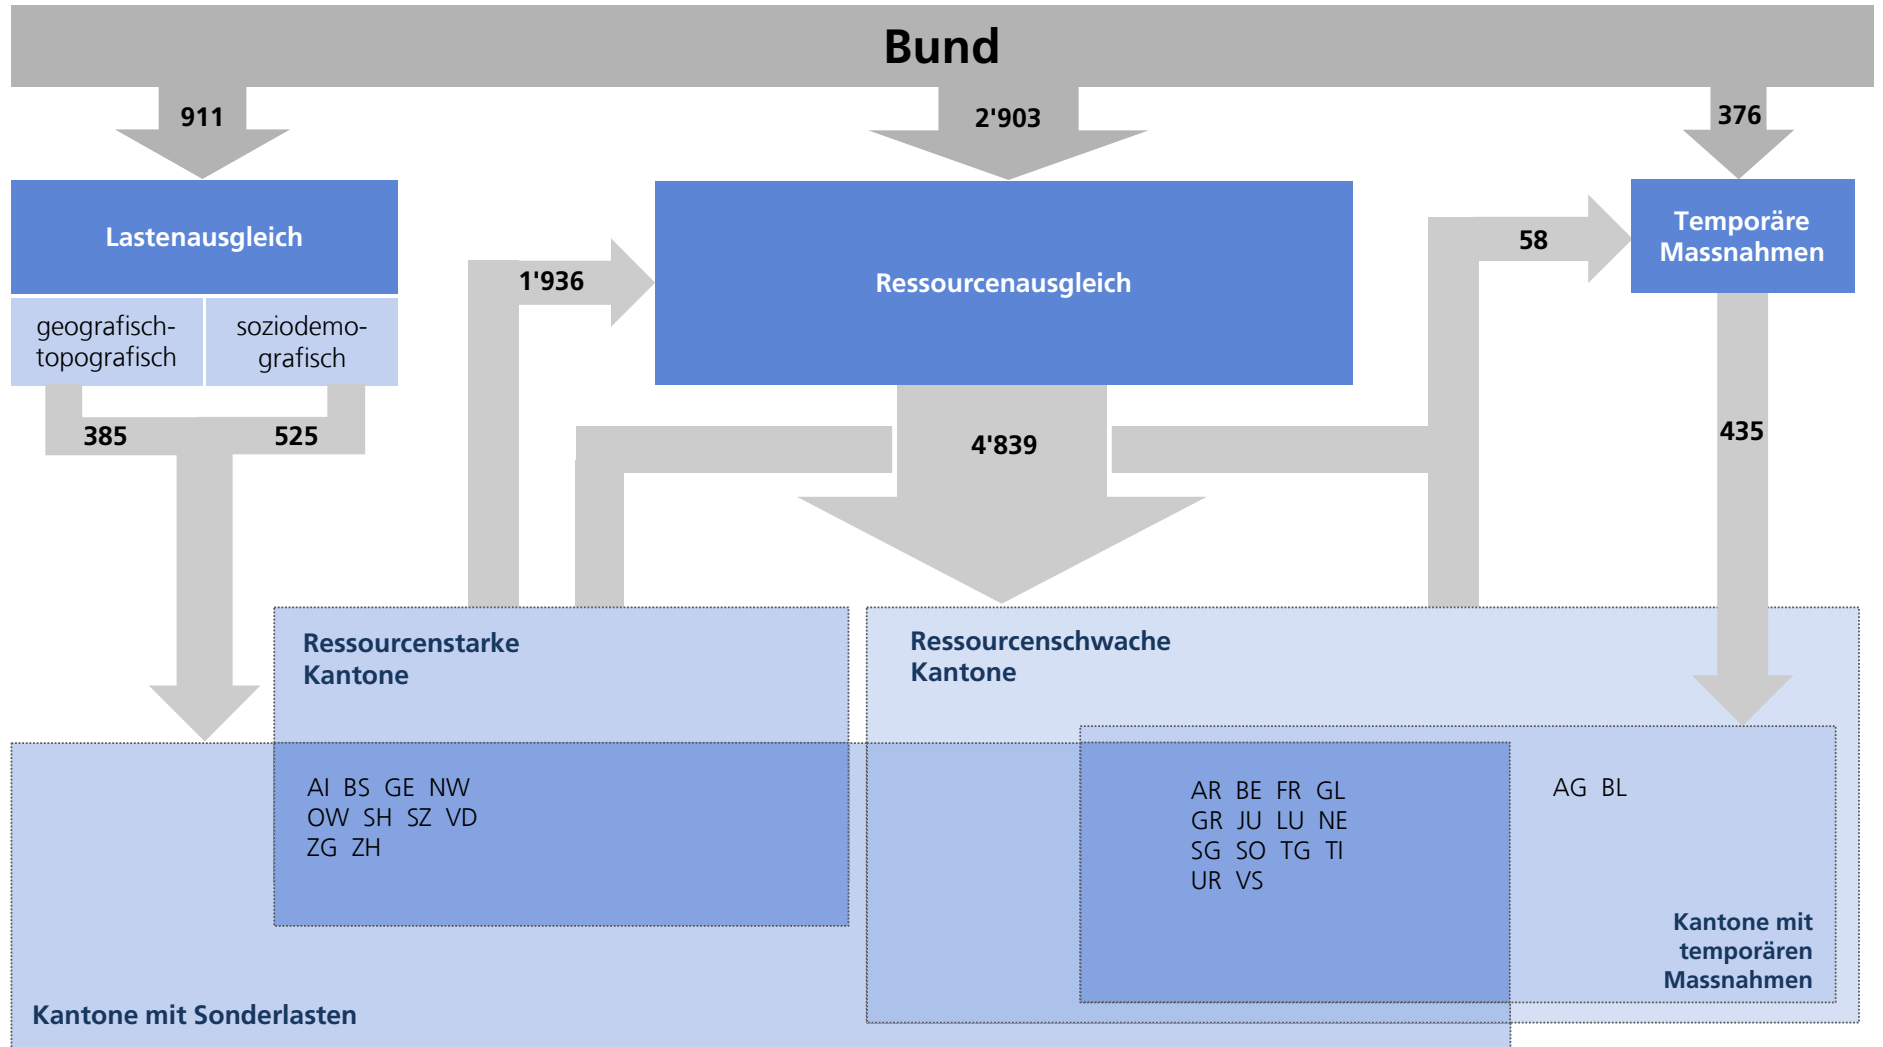 Bund
911
2'903
376
Lastenausgleich
geografisch-
topografisch
soziodemo-
grafisch
1'936
Ressourcenausgleich
58
Temporäre
Massnahmen
385
525
4'839
435
Ressourcenstarke
Kantone
Ressourcenschwache
Kantone
AI BS GE NW
OW SH SZ VD
ZG ZH
AR BE FR GL
GR JU LU NE
SG SO TG TI
UR VS
AG BL
Kantone mit
temporären
Massnahmen
Kantone mit Sonderlasten